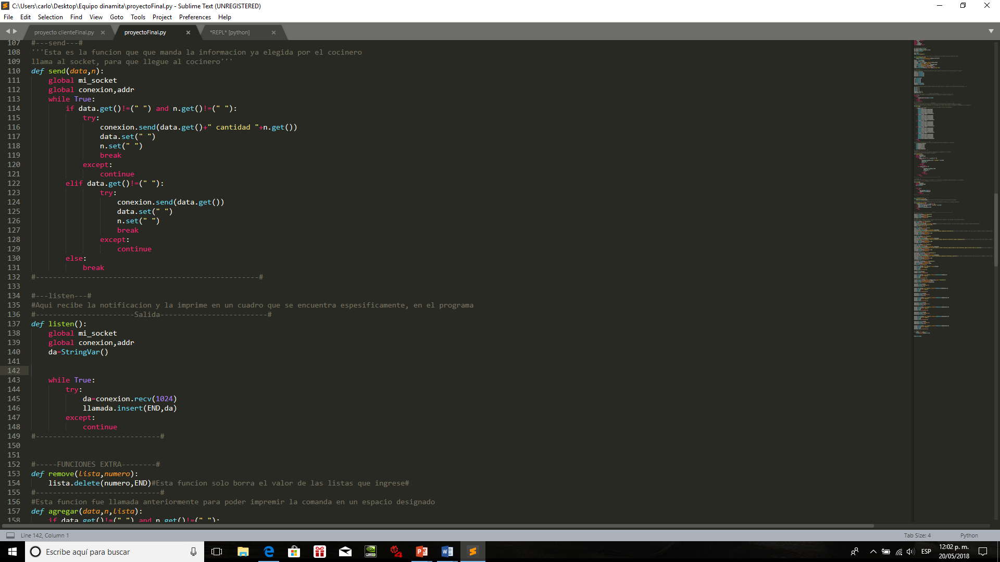 C:\Users\carlo\Desktop\Equipo dinamita\proyectoFinal.py - Sublime Text (UNREGISTERED)
File Edit Selection Find View Goto Tools Project Preferences Help
proyecto clienteFinal.py × proyectoFinal.py × *REPL* [python] ×
107 #---send---#
108 '''Esta es la funcion que que manda la informacion ya elegida por el cocinero
109 llama al socket, para que llegue al cocinero'''
110 def send(data,n):
111     global mi_socket
112     global conexion,addr
113     while True:
114         if data.get()!=(" ") and n.get()!=(" "):
115             try:
116                 conexion.send(data.get()+" cantidad "+n.get())
117                 data.set(" ")
118                 n.set(" ")
119                 break
120             except:
121                 continue
122         elif data.get()!=(" "):
123                 try:
124                     conexion.send(data.get())
125                     data.set(" ")
126                     n.set(" ")
127                     break
128                 except:
129                     continue
130         else:
131             break
132 #----------------------------------------------------#
133
134 #---listen---#
135 #Aqui recibe la notificacion y la imprime en un cuadro que se encuentra espesificamente, en el programa
136 #-----------------------Salida-------------------------#
137 def listen():
138     global mi_socket
139     global conexion,addr
140     da=StringVar()
141
142
143     while True:
144         try:
145             da=conexion.recv(1024)
146             llamada.insert(END,da)
147         except:
148             continue
149 #-----------------------------#
150
151
152 #-----FUNCIONES EXTRA--------#
153 def remove(lista,numero):
154     lista.delete(numero,END)#Esta funcion solo borra el valor de las listas que ingrese#
155 #-----------------------------#
156 #Esta funcion fue llamada anteriormente para poder impremir la comanda en un espacio designado
157 def agregar(data,n,lista):
158     if data.get()!=(" ") and n.get()!=(" "):
Line 142, Column 1 Tab Size: 4 Python
Escribe aquí para buscar
ESP
12:02 p. m.
20/05/2018